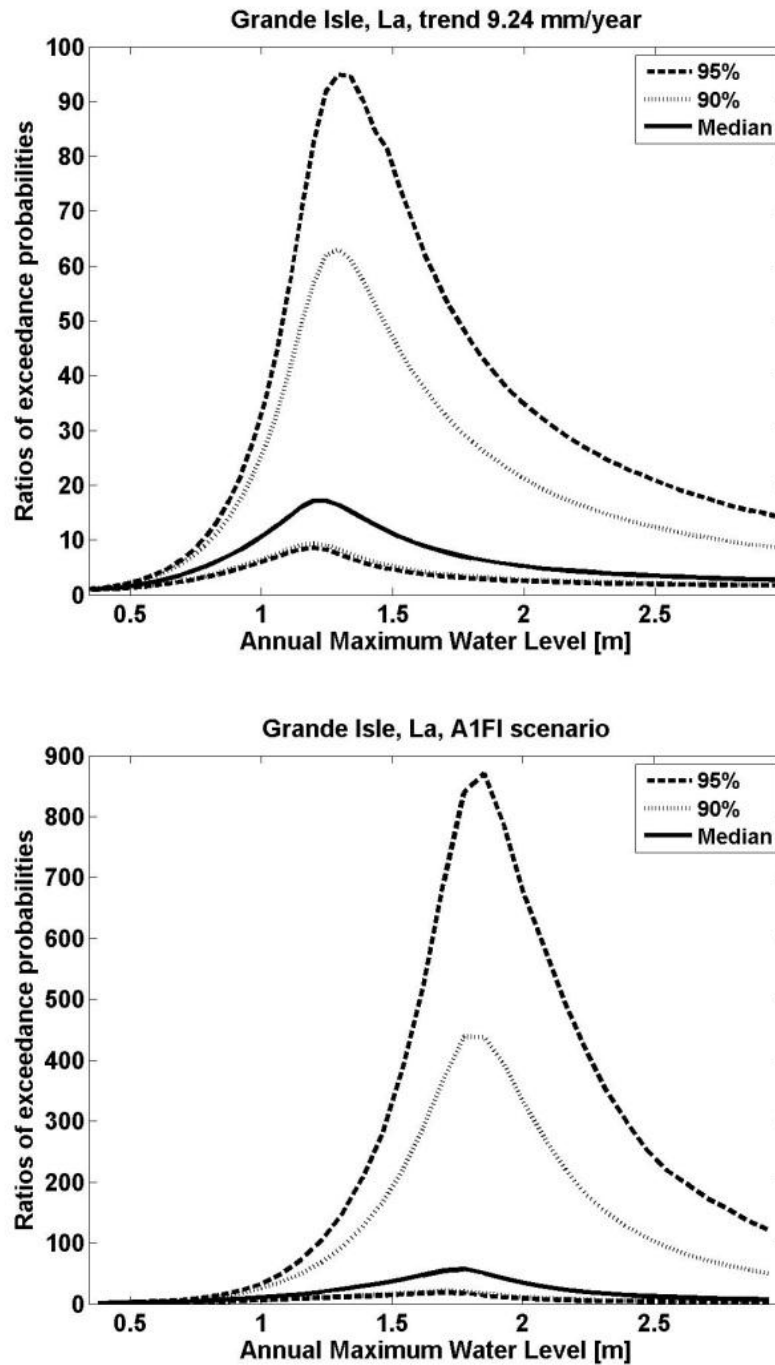 Grande Isle, La, trend 9.24 mm/year
100
90
80
70
60
50
40
30
20
10
0
Ratios of exceedance probabilities
95%
90%
Median
0.5 1 1.5 2 2.5
Annual Maximum Water Level [m]
Grande Isle, La, A1FI scenario
900
800
700
600
500
400
300
200
100
0
Ratios of exceedance probabilities
95%
90%
Median
0.5 1 1.5 2 2.5
Annual Maximum Water Level [m]